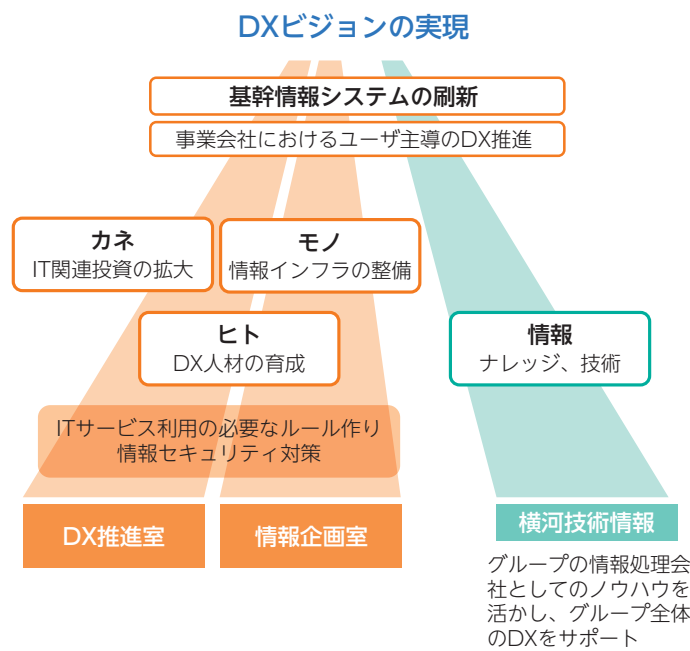 DXビジョンの実現
基幹情報システムの刷新
事業会社におけるユーザ主導のDX推進
カネ
IT関連投資の拡大
モノ
情報インフラの整備
ヒト
DX人材の育成
情報
ナレッジ、技術
ITサービス利用の必要なルール作り
情報セキュリティ対策
DX推進室
情報企画室
横河技術情報
グループの情報処理会
社としてのノウハウを
活かし、グループ全体
のDXをサポート